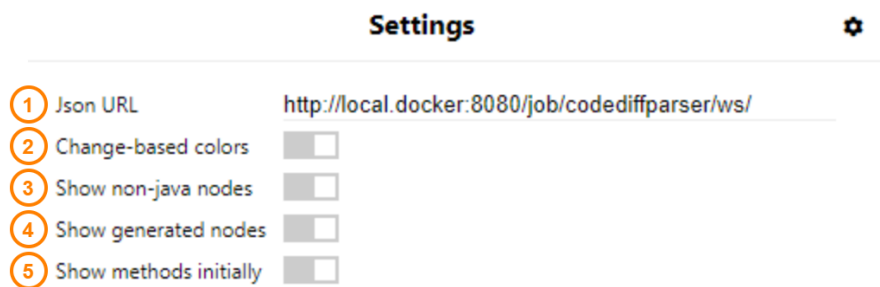 Settings
1 Json URL http://local.docker:8080/job/codediffparser/ws/
2 Change-based colors
3 Show non-java nodes
4 Show generated nodes
5 Show methods initially